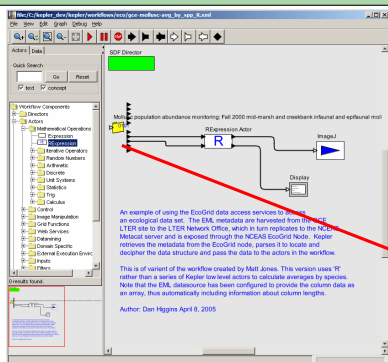 file:/C:/kepler_dev/kepler/workflows/eco/gce-mollusc-avg_by_spp_R.xml
File View Edit Graph Debug Help
Actors Data
Quick Search
Go Reset
text concept
Workflow Components
Directors
Actors
Mathematical Operations
Expression
RExpression
Iterative Operators
Random Numbers
Arithmetic
Discrete
Unit Systems
Statistics
Trig
Calculus
Control
Image Manipulation
Grid Functions
Web Services
Datamining
Domain Specific
External Execution Envirc
Inputs
0 results found.
SDF Director
Mollusc population abundance monitoring: Fall 2000 mid-marsh and creekbank infaunal and epifaunal moll
RExpression Actor
R
ImageJ
Display
An example of using the EcoGrid data access services to access
an ecological data set. The EML metadata are harvested from the GCE
LTER site to the LTER Network Office, which in turn replicates to the NCEAS
Metacat server and is exposed through the NCEAS EcoGrid Node. Kepler
retrieves the metadata from the EcoGrid node, parses it to locate and
decipher the data structure and pass the data to the actors in the workflow.
This is of variant of the workflow created by Matt Jones. This version uses 'R'
rather than a series of Kepler low level actors to calculate averages by species.
Note that the EML datasource has been configured to provide the column data as
an array, thus automatically including information about column lengths.
Author: Dan Higgins April 8, 2005